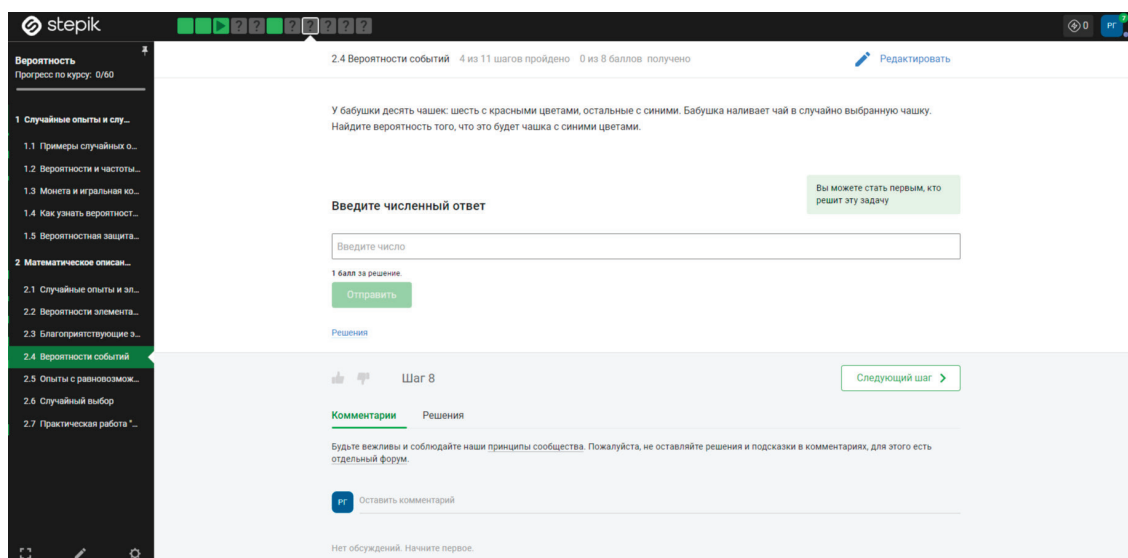 stepik
? ? ? ? ? ? ? ?
0
РГ
7
Вероятность
Прогресс по курсу: 0/60
1 Случайные опыты и слу...
1.1 Примеры случайных о...
1.2 Вероятности и частоты...
1.3 Монета и игральная ко...
1.4 Как узнать вероятност...
1.5 Вероятностная защита...
2 Математическое описан...
2.1 Случайные опыты и эл...
2.2 Вероятности элемента...
2.3 Благоприятствующие э...
2.4 Вероятности событий
2.5 Опыты с равновозмож...
2.6 Случайный выбор
2.7 Практическая работа "...
2.4 Вероятности событий 4 из 11 шагов пройдено 0 из 8 баллов получено
Редактировать
У бабушки десять чашек: шесть с красными цветами, остальные с синими. Бабушка наливает чай в случайно выбранную чашку.
Найдите вероятность того, что это будет чашка с синими цветами.
Вы можете стать первым, кто
решит эту задачу
Введите численный ответ
Введите число
1 балл за решение.
Отправить
Решения
Шаг 8
Следующий шаг
Комментарии Решения
Будьте вежливы и соблюдайте наши принципы сообщества. Пожалуйста, не оставляйте решения и подсказки в комментариях, для этого есть
отдельный форум.
РГ
Оставить комментарий
Нет обсуждений. Начните первое.